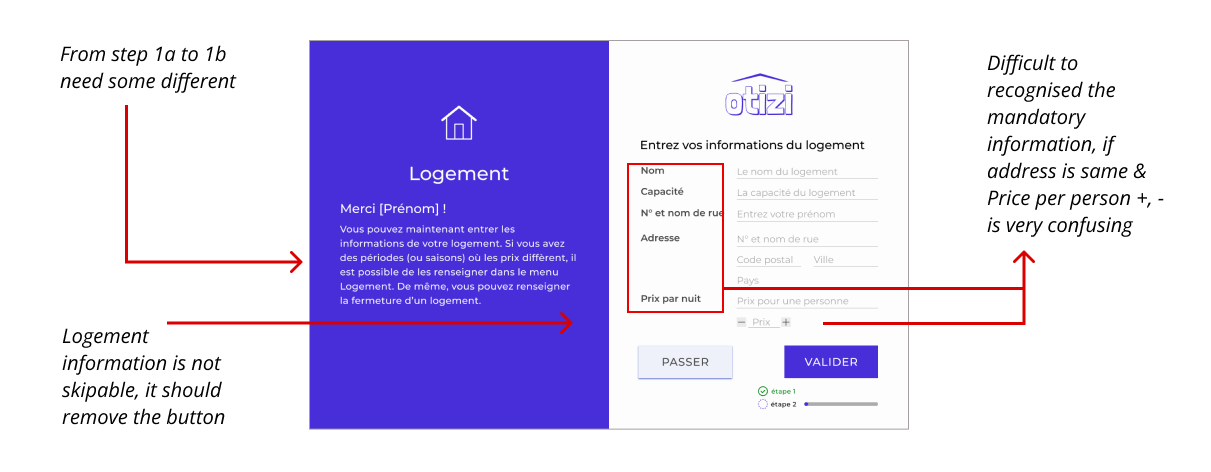 From step 1a to 1b
need some different
Logement
information is not
skipable, it should
remove the button
Logement
Merci [Prénom] !
Vous pouvez maintenant entrer les
informations de votre logement. Si vous avez
des périodes (ou saisons) où les prix diffèrent, il
est possible de les renseigner dans le menu
Logement. De même, vous pouvez renseigner
la fermeture d'un logement.
otizi
Entrez vos informations du logement
Nom Le nom du logement
Capacité La capacité du logement
N° et nom de rue Entrez votre prénom
Adresse N° et nom de rue
Code postal Ville
Pays
Prix par nuit Prix pour une personne
− Prix +
PASSER VALIDER
étape 1
étape 2
Difficult to
recognised the
mandatory
information, if
address is same &
Price per person +, -
is very confusing